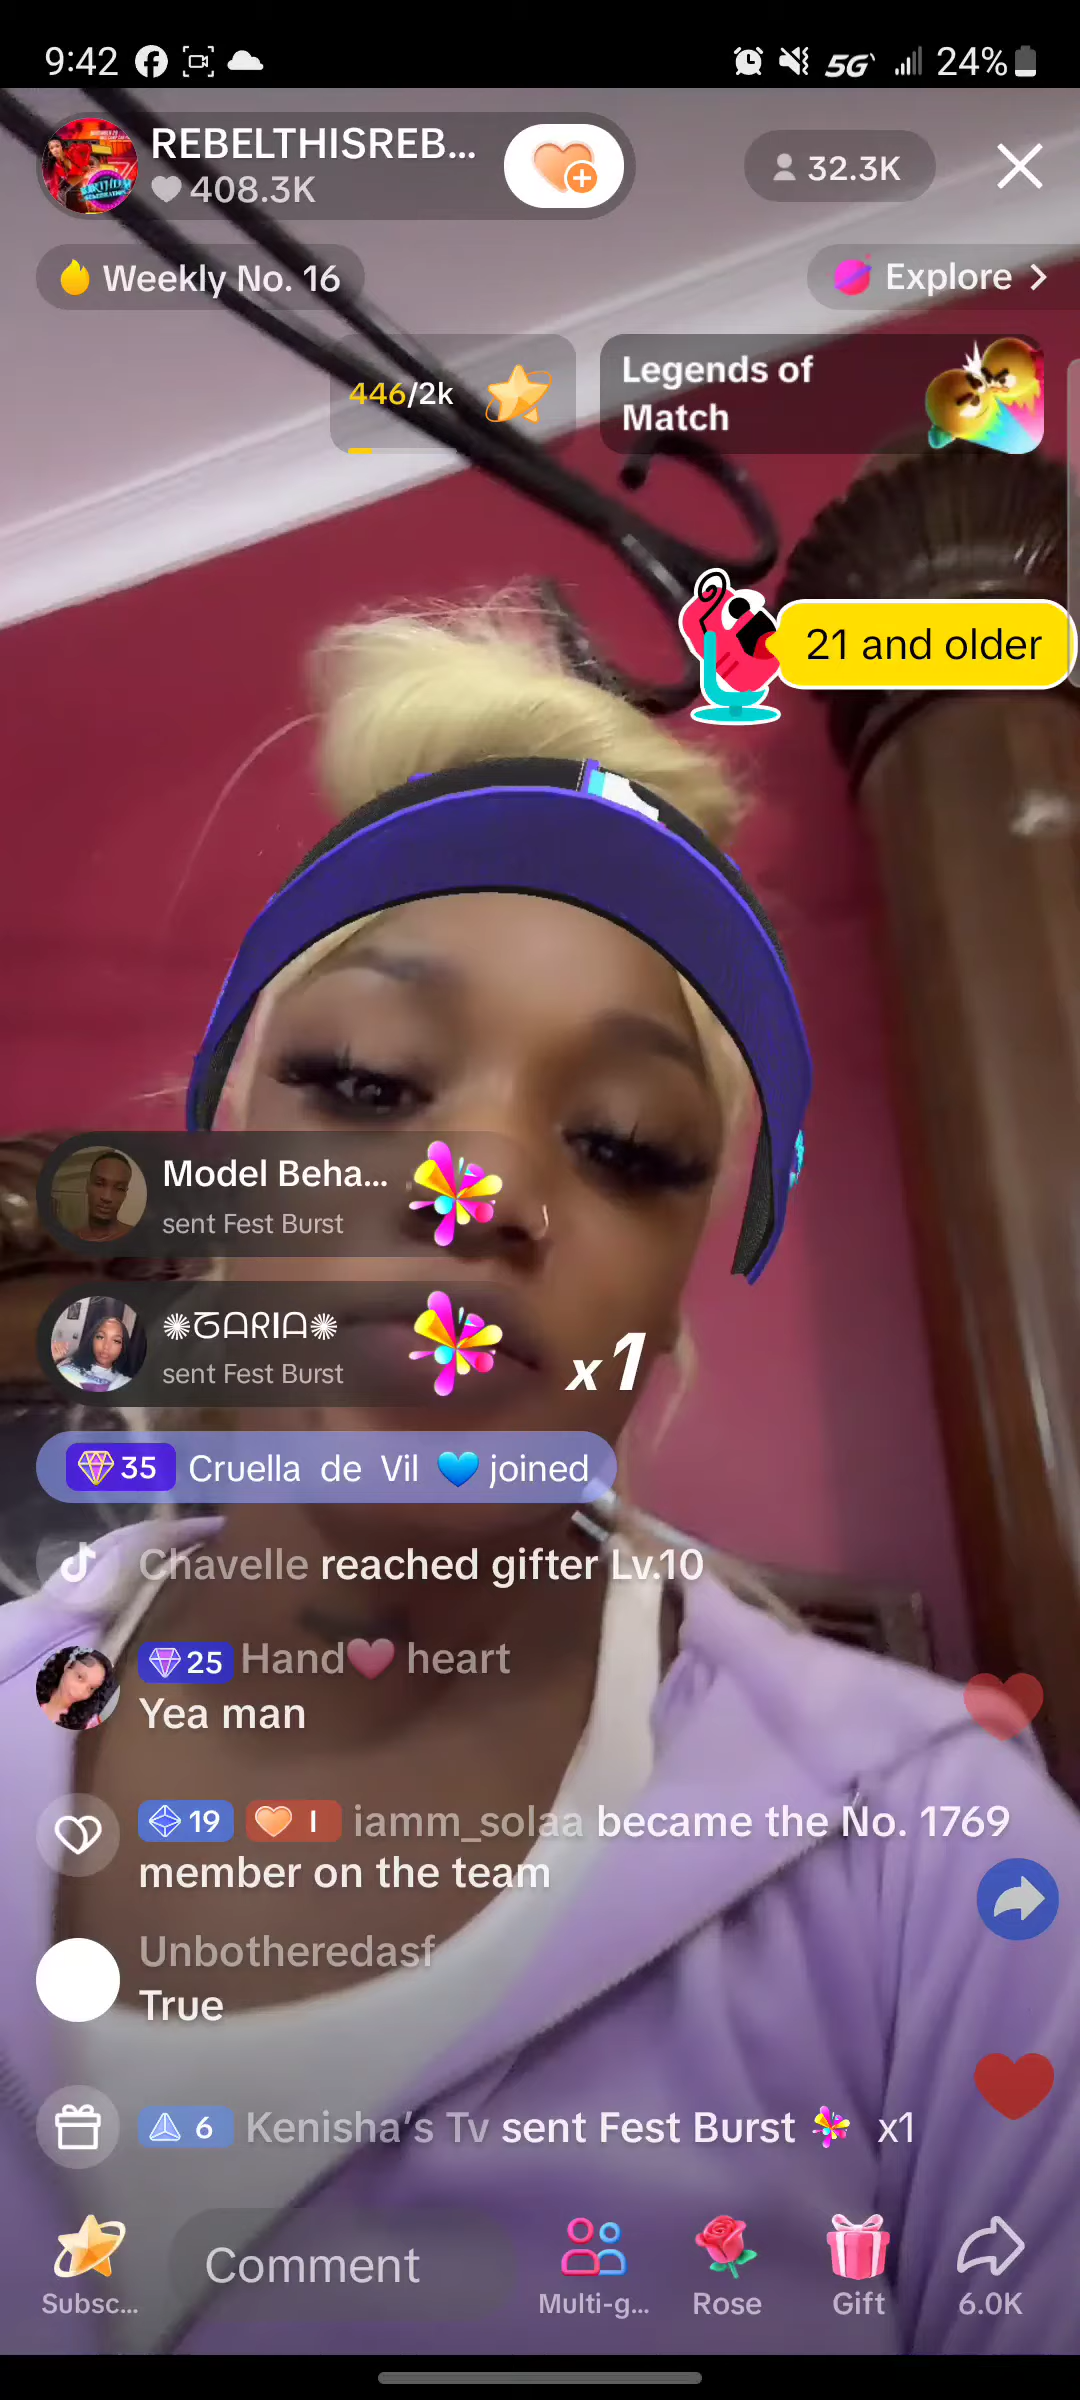 9:42
5G
24%
REBELTHISREB...
408.3K
32.3K
Weekly No. 16
Explore
446/2k
Legends of
Match
21 and older
Model Beha...
sent Fest Burst
✺ᘔᗩRIᗩ✺
sent Fest Burst
x1
35 Cruella de Vil 💙 joined
Chavelle reached gifter Lv.10
25 Hand❤️ heart
Yea man
19 I iamm_solaa became the No. 1769
member on the team
Unbotheredasf
True
6 Kenisha's Tv sent Fest Burst x1
Comment
Subsc...
Multi-g...
Rose
Gift
6.0K